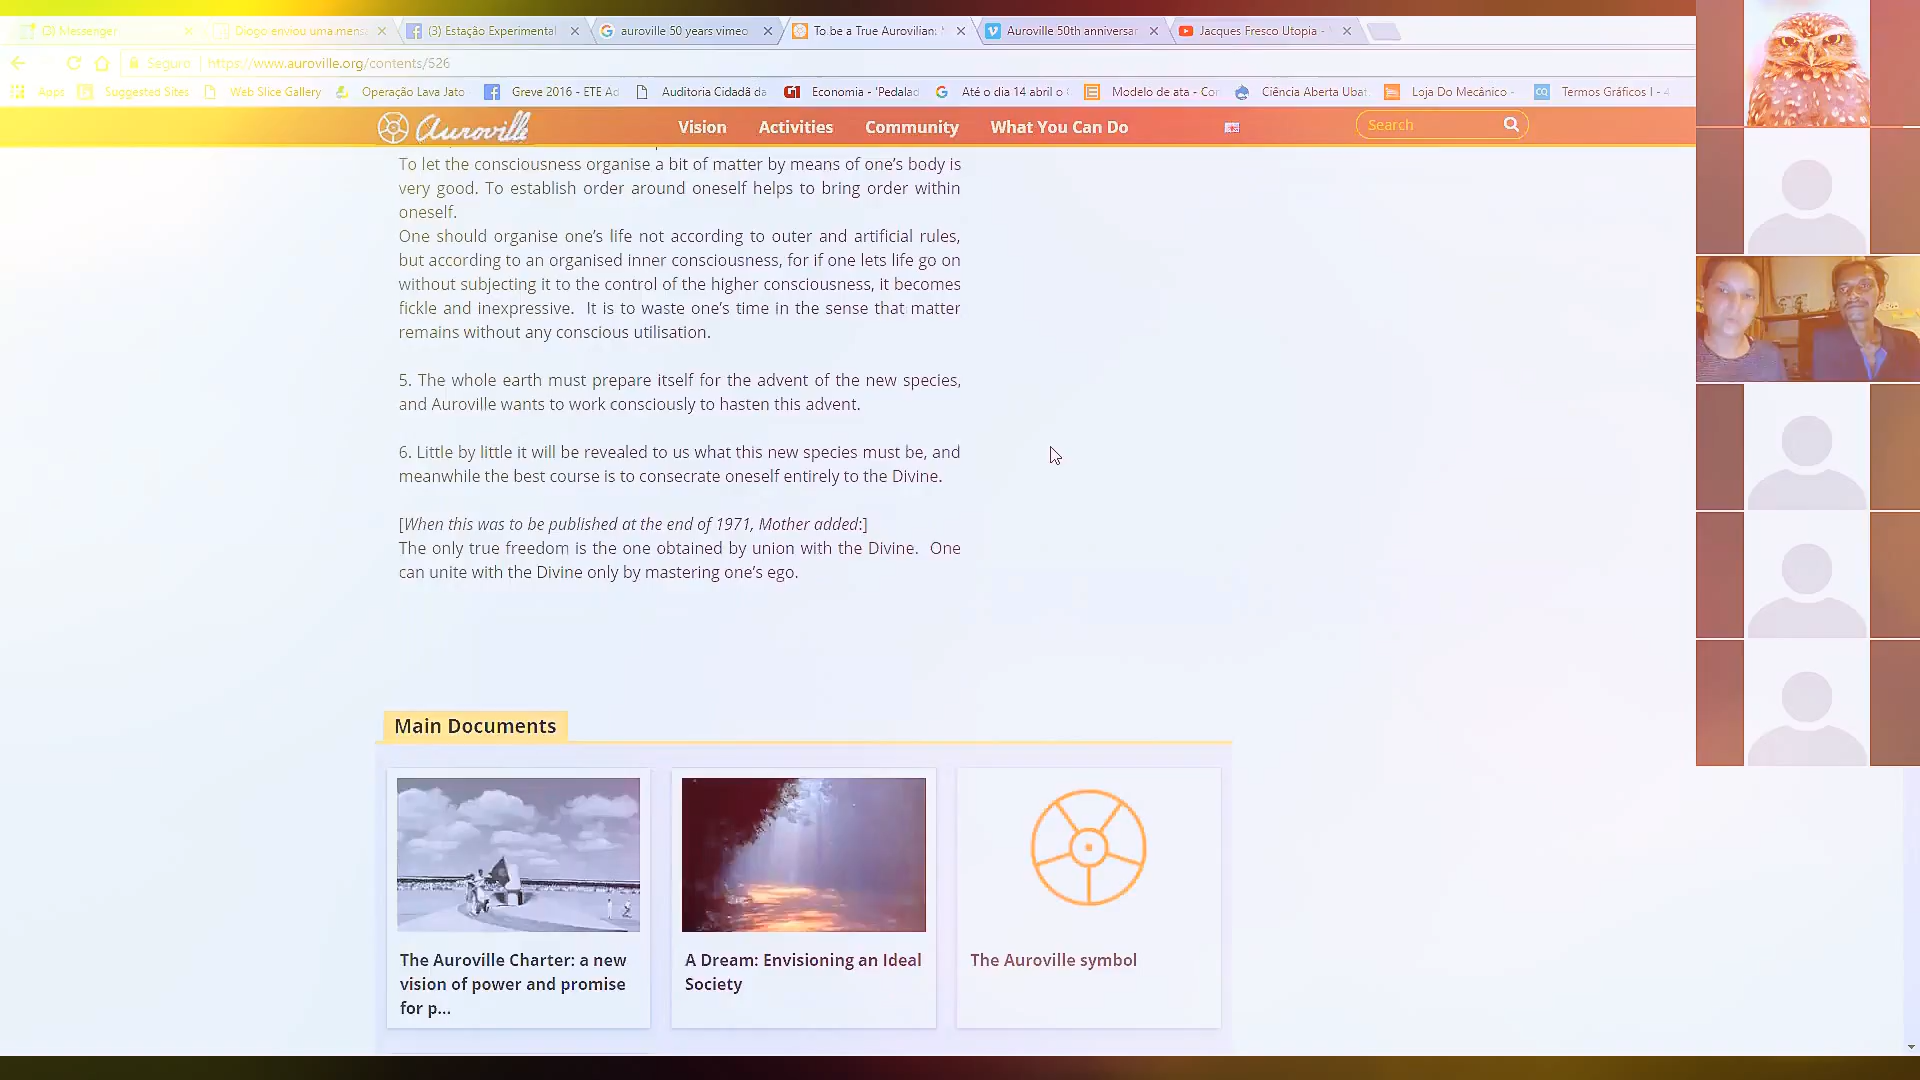 Messenger
Diogo enviou uma mensa
(3) Estação Experimental
auroville 50 years vimeo
To be a True Aurovilian:
Auroville 50th anniversar
Jacques Fresco Utopia -
Seguro
https://www.auroville.org/contents/526
Apps
Suggested Sites
Web Slice Gallery
Operação Lava Jato
Greve 2016 - ETE Ad
Auditoria Cidadã da
Economia - 'Pedalad
Até o dia 14 abril o
Modelo de ata - Cor
Ciência Aberta Ubat
Loja Do Mecânico -
Termos Gráficos I - 4
Auroville
Vision
Activities
Community
What You Can Do
Search
To let the consciousness organise a bit of matter by means of one’s body is
very good. To establish order around oneself helps to bring order within
oneself.
One should organise one’s life not according to outer and artificial rules,
but according to an organised inner consciousness, for if one lets life go on
without subjecting it to the control of the higher consciousness, it becomes
fickle and inexpressive. It is to waste one’s time in the sense that matter
remains without any conscious utilisation.
5. The whole earth must prepare itself for the advent of the new species,
and Auroville wants to work consciously to hasten this advent.
6. Little by little it will be revealed to us what this new species must be, and
meanwhile the best course is to consecrate oneself entirely to the Divine.
[When this was to be published at the end of 1971, Mother added:]
The only true freedom is the one obtained by union with the Divine. One
can unite with the Divine only by mastering one’s ego.
Main Documents
The Auroville Charter: a new
vision of power and promise
for p...
A Dream: Envisioning an Ideal
Society
The Auroville symbol